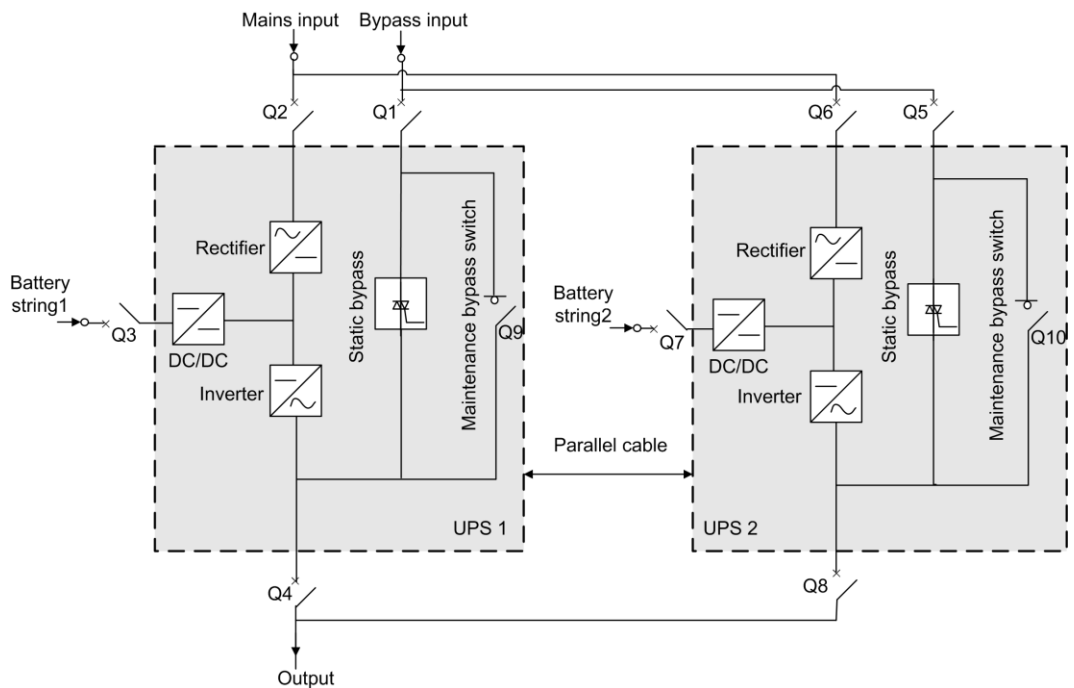 Mains input
Bypass input
Q2
Q1
Q6
Q5
Rectifier
Static bypass
Maintenance bypass switch
Battery
string1
Q3
DC/DC
Q9
Inverter
UPS 1
Parallel cable
Rectifier
Static bypass
Maintenance bypass switch
Battery
string2
Q7
DC/DC
Q10
Inverter
UPS 2
Q4
Q8
Output